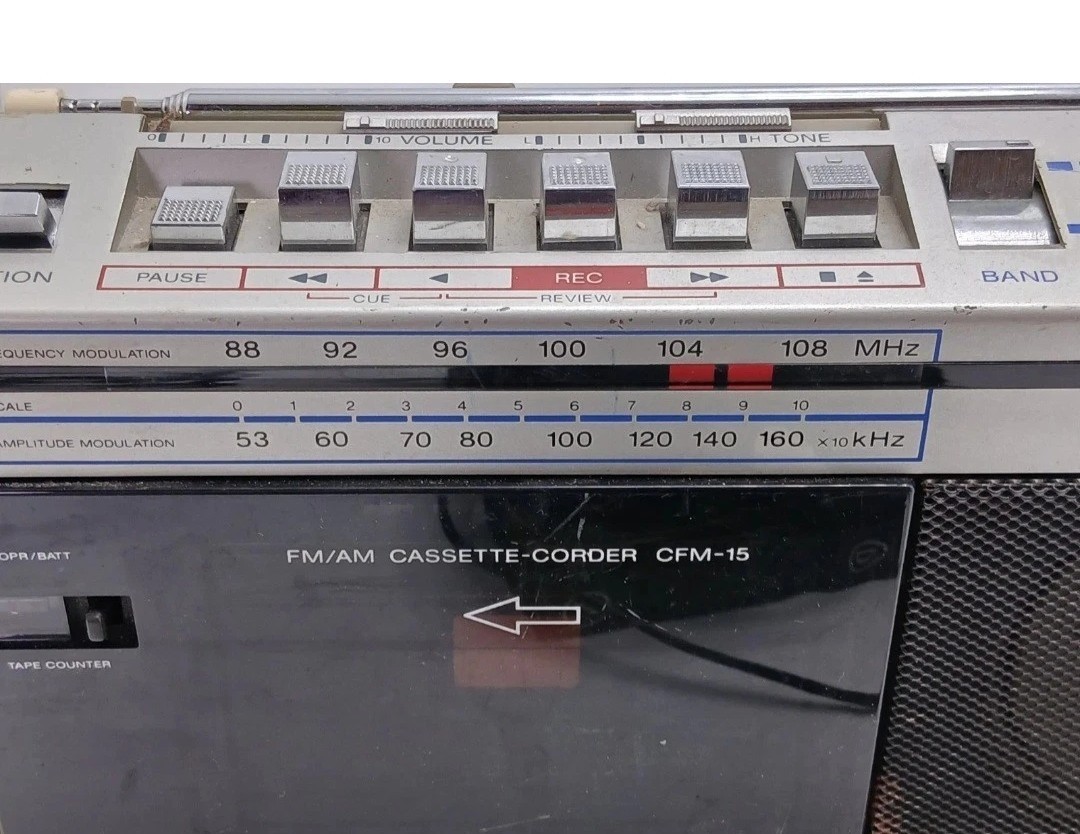 0 10 VOLUME L H TONE
PAUSE REC
CUE REVIEW
TION BAND
EQUENCY MODULATION 88 92 96 100 104 108 MHz
CALE 0 1 2 3 4 5 6 7 8 9 10
AMPLITUDE MODULATION 53 60 70 80 100 120 140 160 x10kHz
OPR/BATT
FM/AM CASSETTE-CORDER CFM-15
TAPE COUNTER